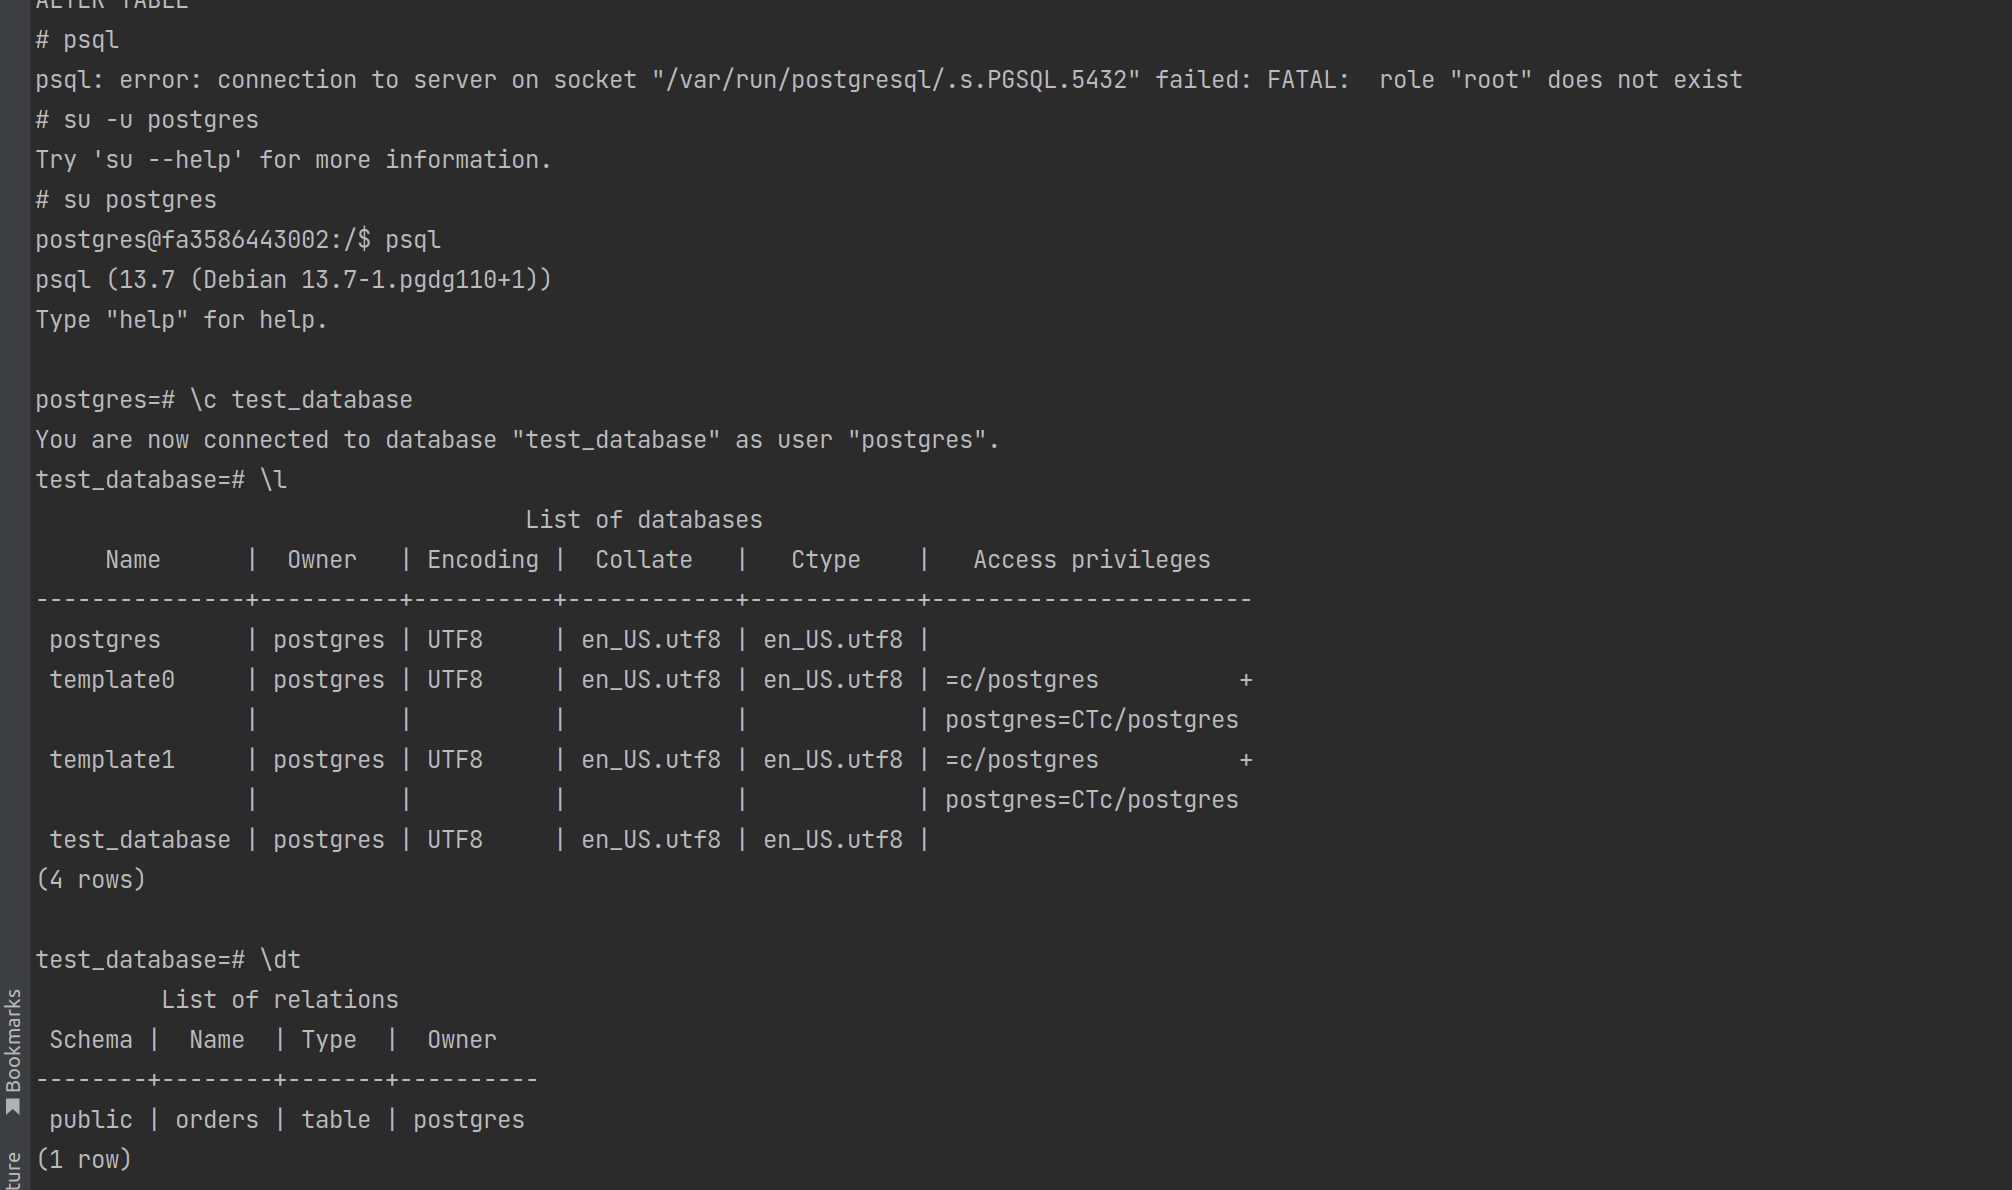 ALTER TABLE
# psql
psql: error: connection to server on socket "/var/run/postgresql/.s.PGSQL.5432" failed: FATAL:  role "root" does not exist
# su -u postgres
Try 'su --help' for more information.
# su postgres
postgres@fa3586443002:/$ psql
psql (13.7 (Debian 13.7-1.pgdg110+1))
Type "help" for help.

postgres=# \c test_database
You are now connected to database "test_database" as user "postgres".
test_database=# \l
                                   List of databases
     Name      |  Owner   | Encoding |  Collate   |   Ctype    |   Access privileges
---------------+----------+----------+------------+------------+-----------------------
 postgres      | postgres | UTF8     | en_US.utf8 | en_US.utf8 |
 template0     | postgres | UTF8     | en_US.utf8 | en_US.utf8 | =c/postgres          +
               |          |          |            |            | postgres=CTc/postgres
 template1     | postgres | UTF8     | en_US.utf8 | en_US.utf8 | =c/postgres          +
               |          |          |            |            | postgres=CTc/postgres
 test_database | postgres | UTF8     | en_US.utf8 | en_US.utf8 |
(4 rows)

test_database=# \dt
         List of relations
 Schema |  Name  | Type  |  Owner
--------+--------+-------+----------
 public | orders | table | postgres
(1 row)
Bookmarks
ture